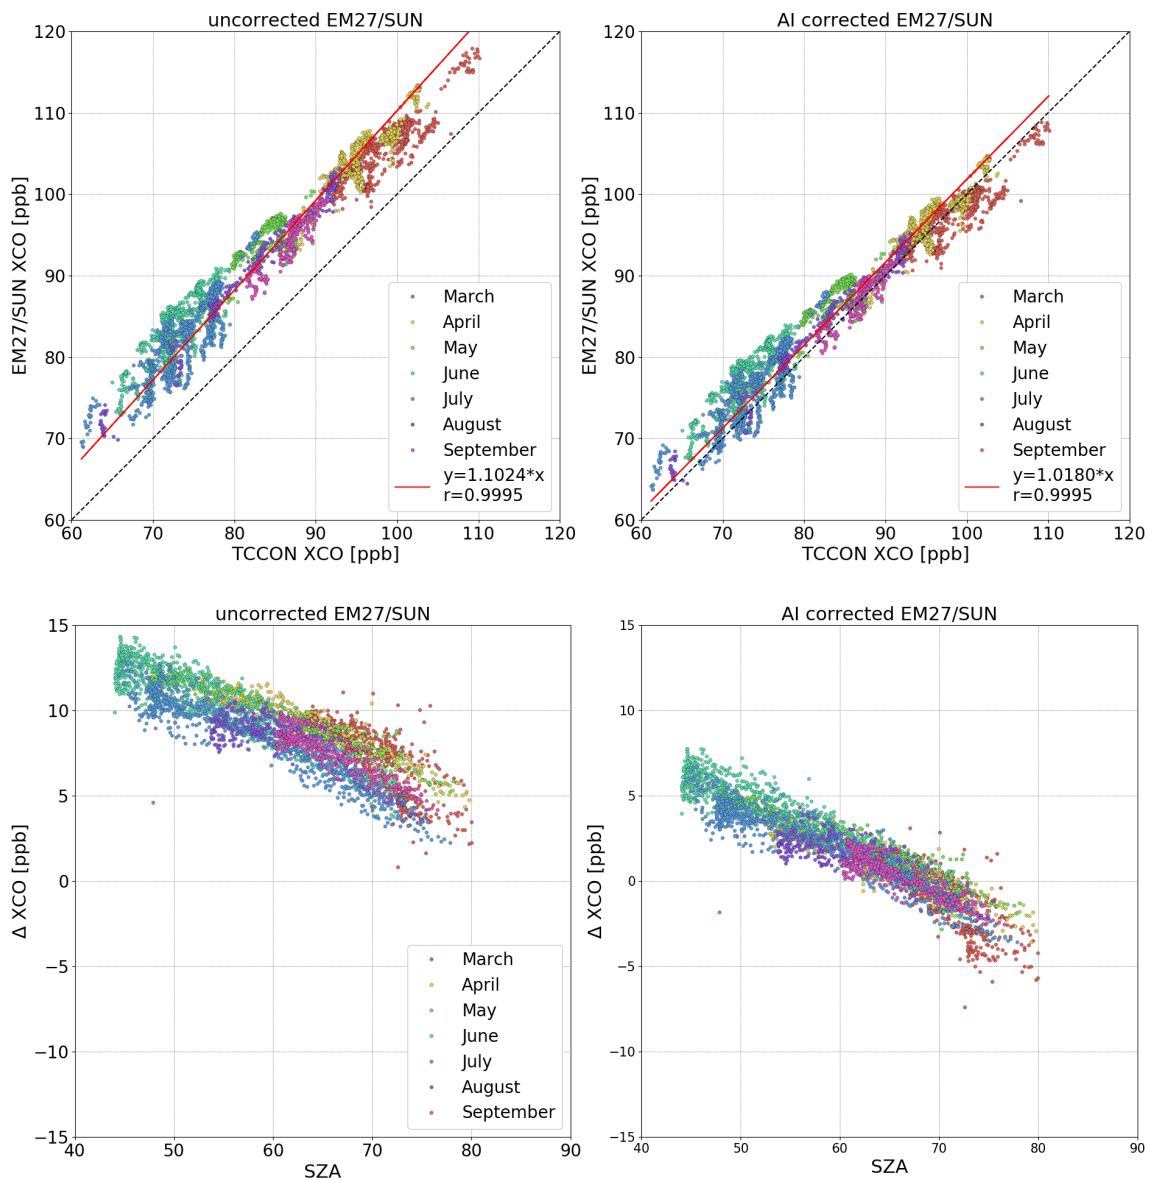 uncorrected EM27/SUN
120
110
100
90
80
70
60
EM27/SUN XCO [ppb]
March
April
May
June
July
August
September
y=1.1024*x
r=0.9995
60 70 80 90 100 110 120
TCCON XCO [ppb]
AI corrected EM27/SUN
120
110
100
90
80
70
60
EM27/SUN XCO [ppb]
March
April
May
June
July
August
September
y=1.0180*x
r=0.9995
60 70 80 90 100 110 120
TCCON XCO [ppb]
uncorrected EM27/SUN
15
10
5
0
−5
−10
−15
Δ XCO [ppb]
March
April
May
June
July
August
September
40 50 60 70 80 90
SZA
AI corrected EM27/SUN
15
10
5
0
−5
−10
−15
Δ XCO [ppb]
40 50 60 70 80 90
SZA